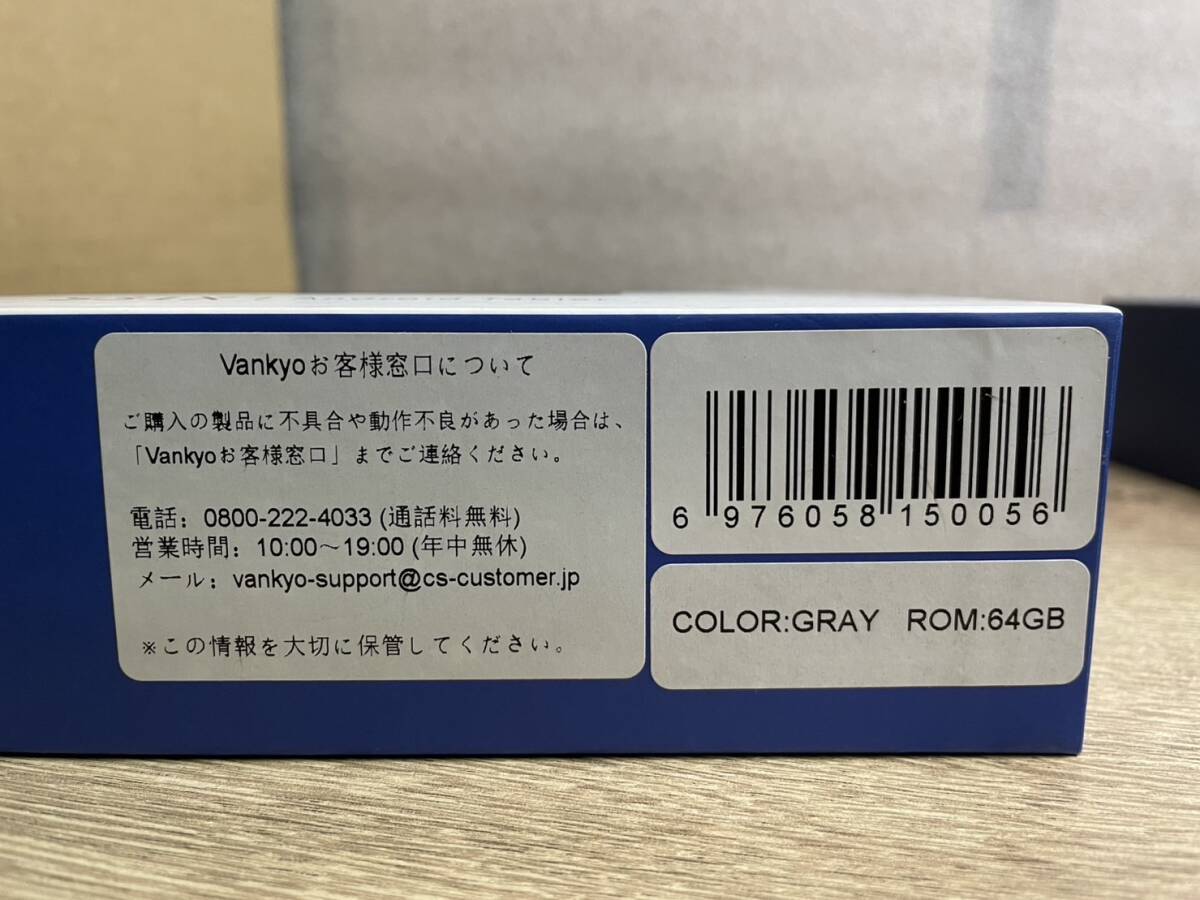 Vankyoお客様窓口について
ご購入の製品に不具合や動作不良があった場合は、
「Vankyoお客様窓口」までご連絡ください。
電話：0800-222-4033 (通話料無料)
営業時間：10:00～19:00 (年中無休)
メール：vankyo-support@cs-customer.jp
※この情報を大切に保管してください。
6 976058 150056
COLOR:GRAY ROM:64GB